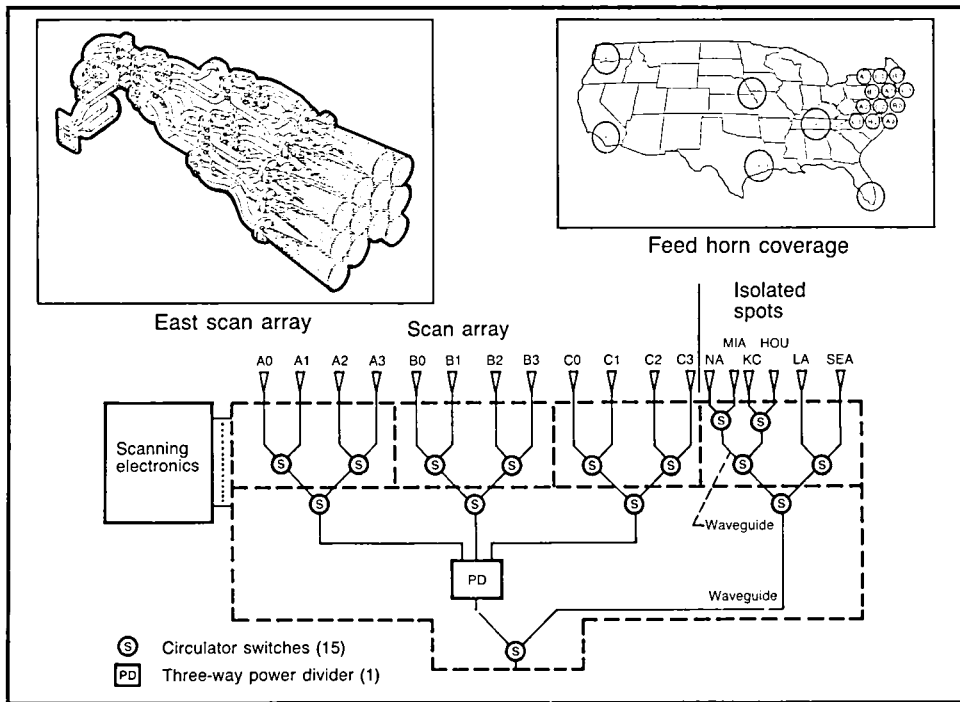 East scan array
Feed horn coverage
Isolated
spots
Scan array
MIA HOU
A0 A1 A2 A3 B0 B1 B2 B3 C0 C1 C2 C3 NA KC LA SEA
S S
Scanning
electronics
S S S S S S S S
S S S S
Waveguide
PD
Waveguide
S
S Circulator switches (15)
PD Three-way power divider (1)